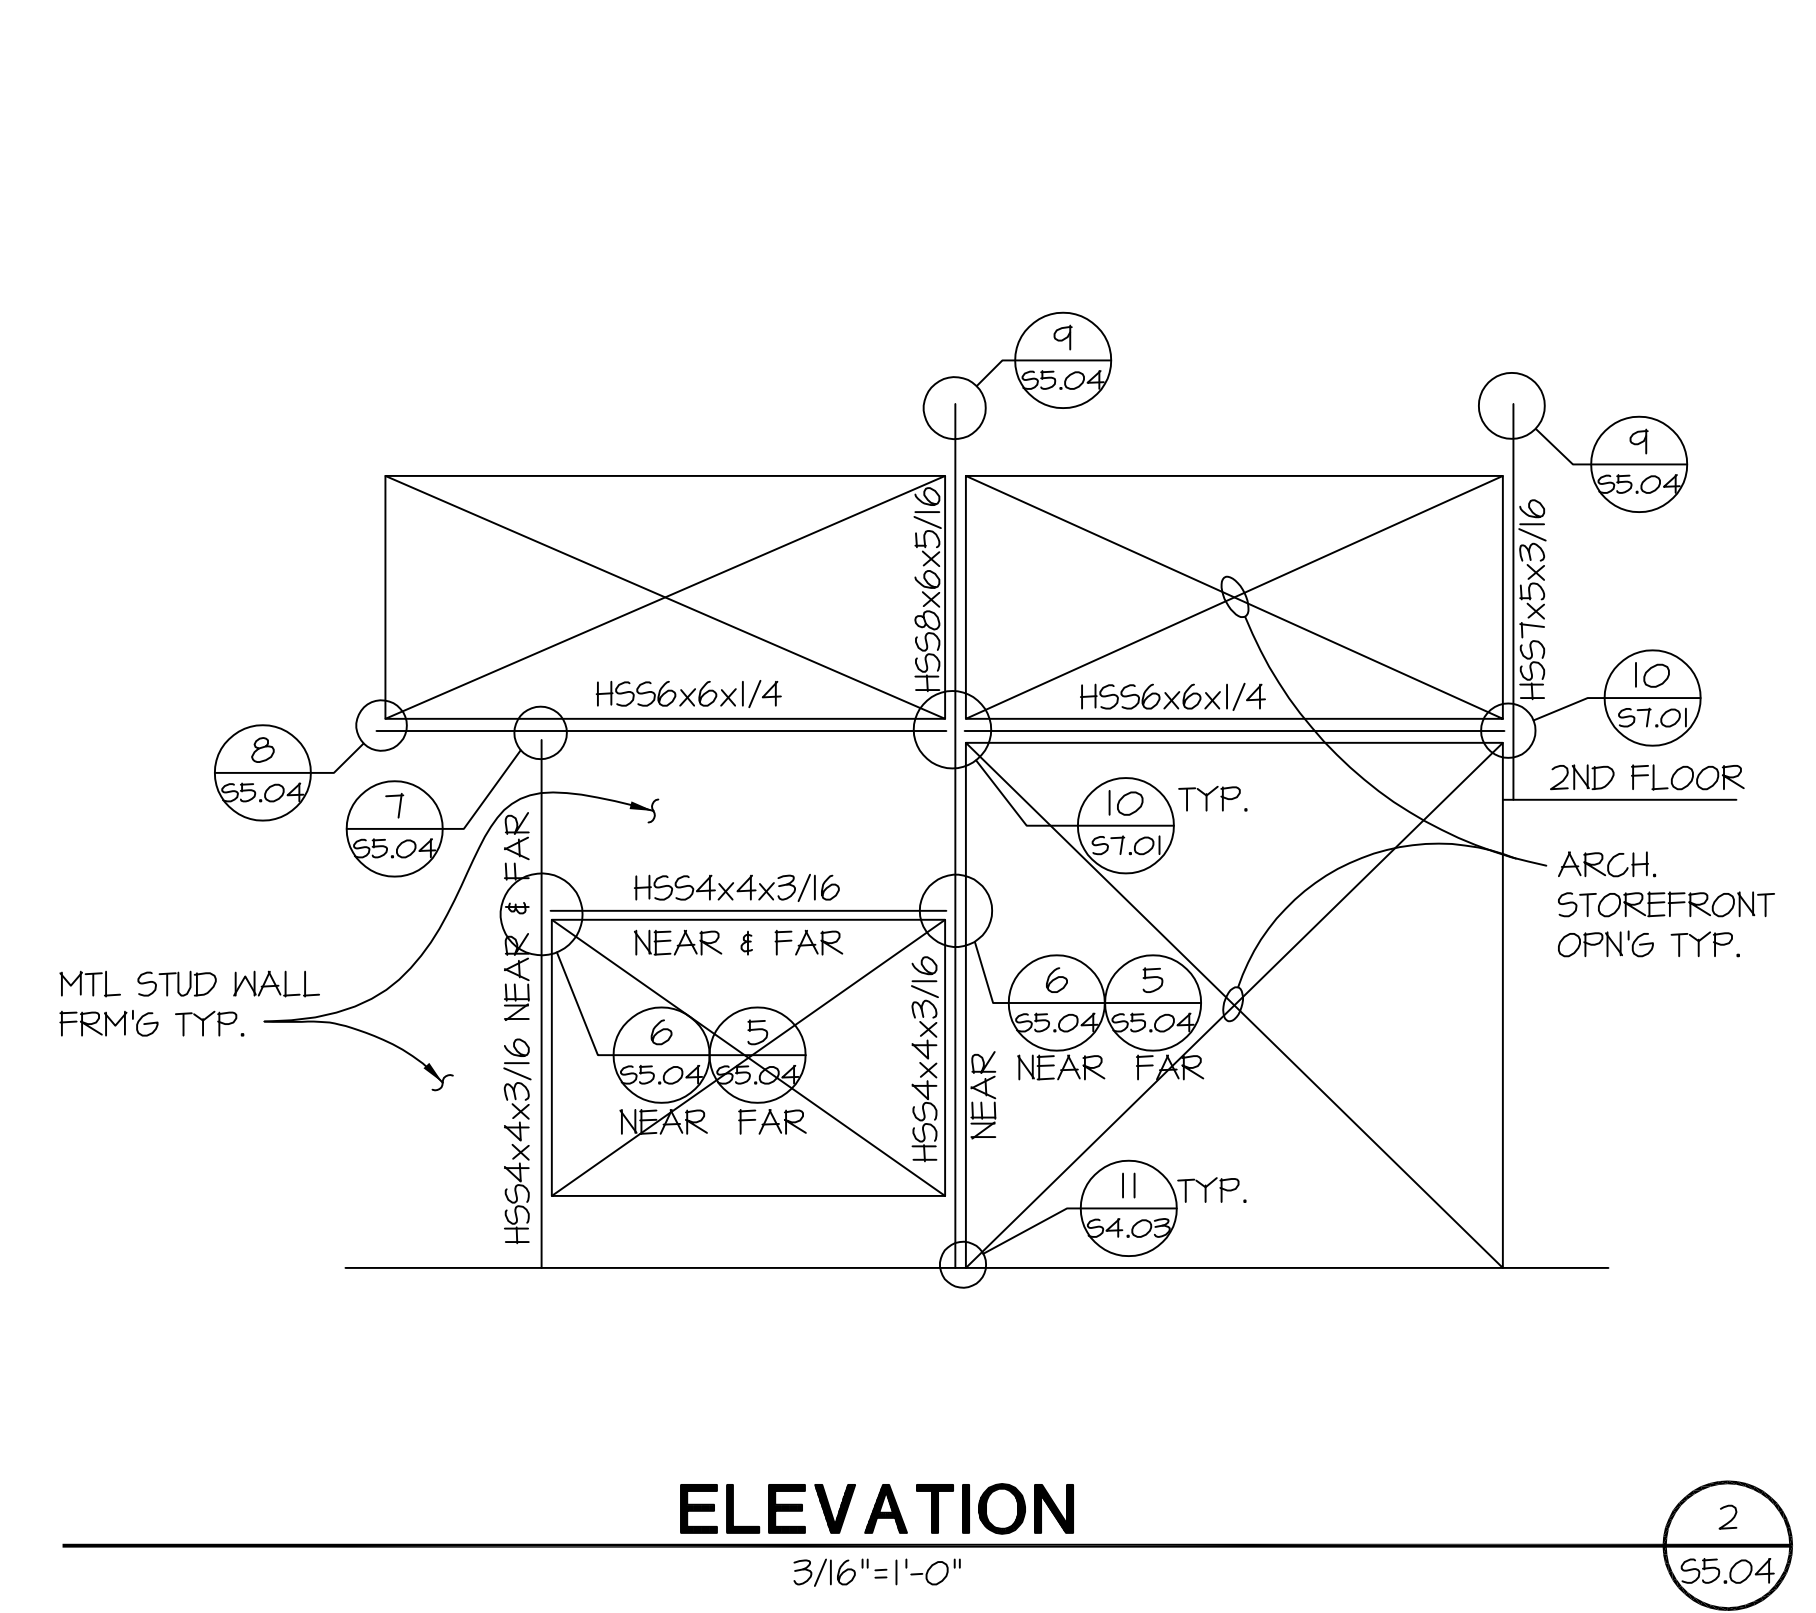 9
S5.04
9
S5.04
HSS8x6x5/16
HSS7x5x3/16
HSS6x6x1/4
HSS6x6x1/4
10
S7.01
8
S5.04
7
S5.04
2ND FLOOR
10
S7.01
TYP.
ARCH.
STOREFRONT
OPN'G TYP.
HSS4x4x3/16
NEAR & FAR
HSS4x4x3/16 NEAR & FAR
MTL STUD WALL
FRM'G TYP.
HSS4x4x3/16
NEAR
6
S5.04
NEAR
5
S5.04
FAR
6
S5.04
NEAR
5
S5.04
FAR
11
S4.03
TYP.
ELEVATION
3/16"=1'-0"
2
S5.04